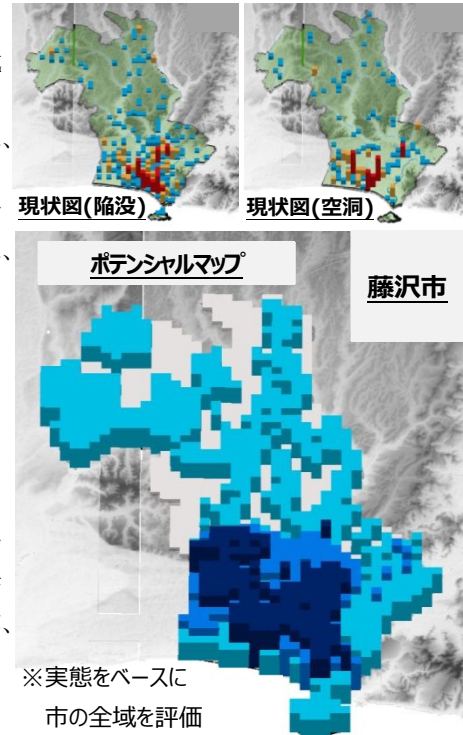 現状図(陥没)
現状図(空洞)
ポテンシャルマップ
藤沢市
※実態をベースに
市の全域を評価